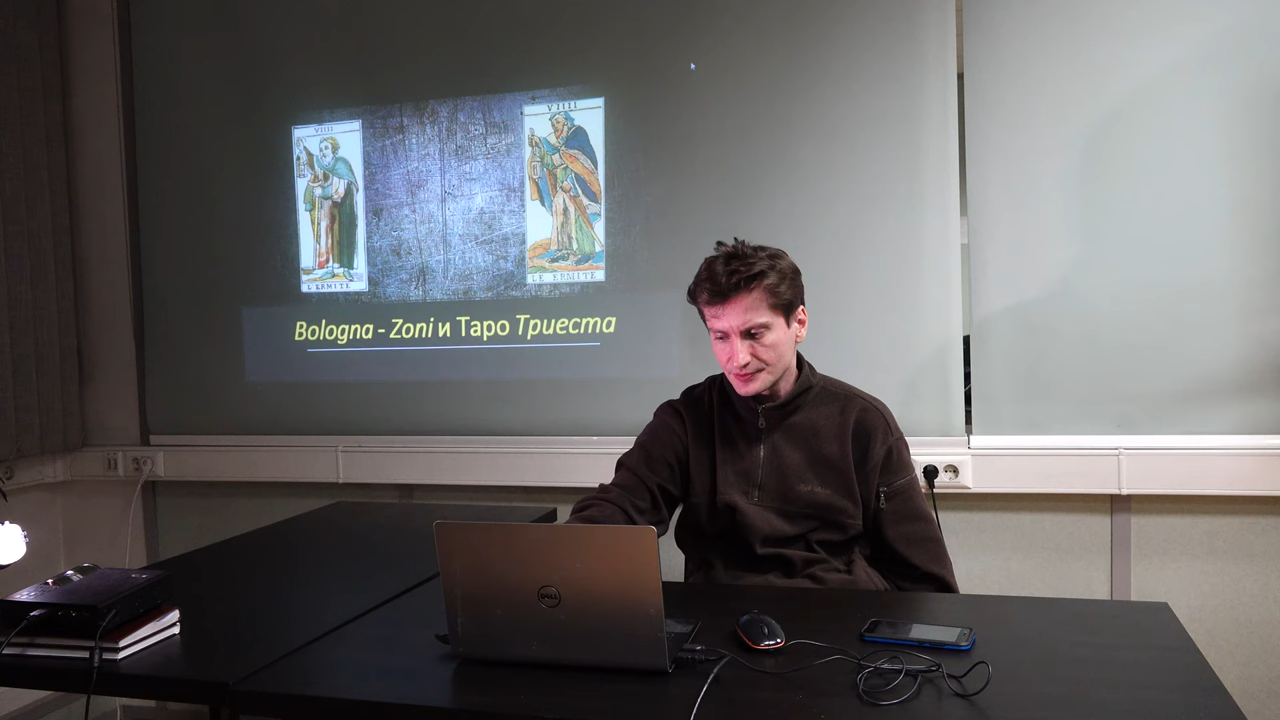 VIIII
VIIII
L'ERMITE
LE ERMITE
Bologna - Zoni и Таро Триеста
DELL